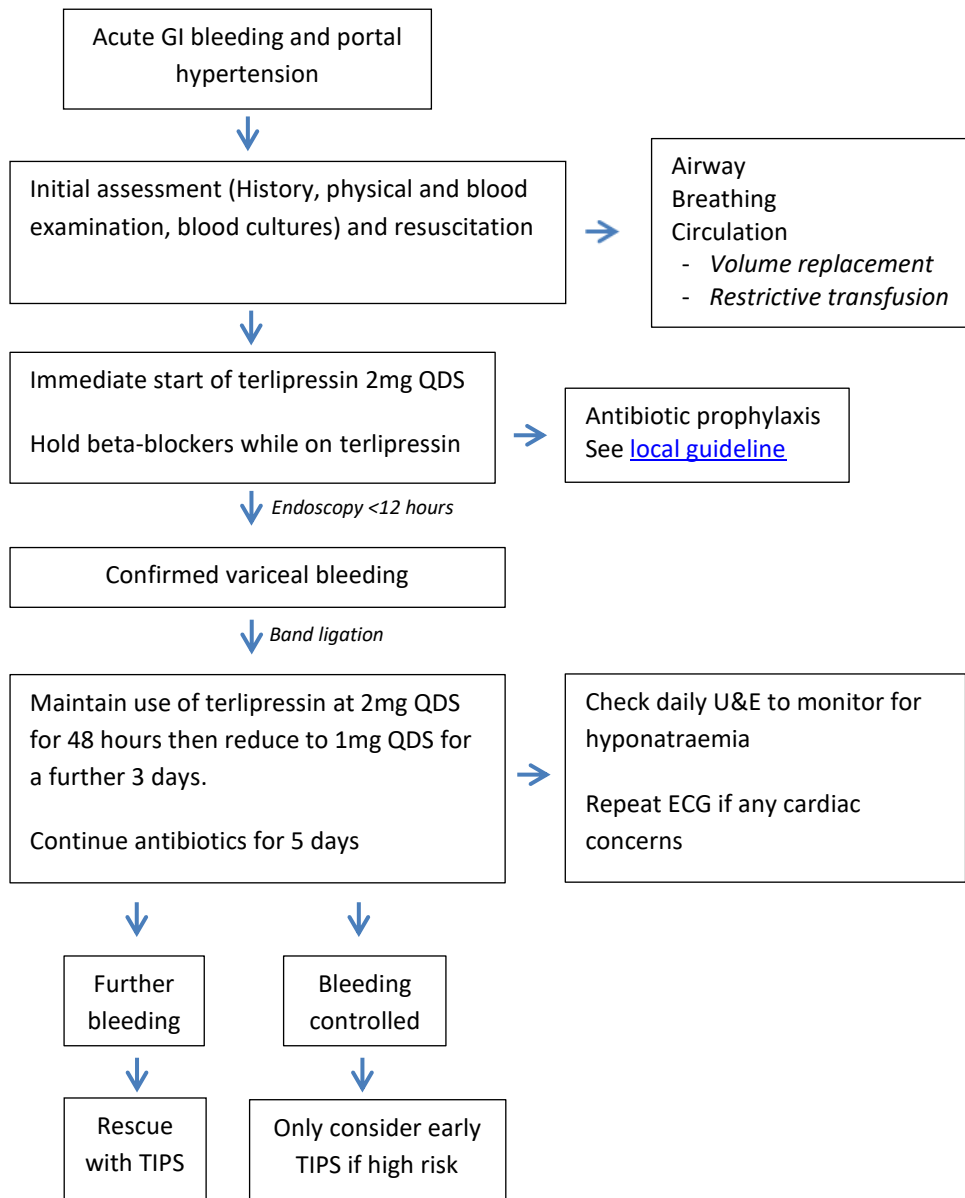 Acute GI bleeding and portal
hypertension
Initial assessment (History, physical and blood
examination, blood cultures) and resuscitation
Airway
Breathing
Circulation
- Volume replacement
- Restrictive transfusion
Immediate start of terlipressin 2mg QDS
Hold beta-blockers while on terlipressin
Antibiotic prophylaxis
See local guideline
Endoscopy <12 hours
Confirmed variceal bleeding
Band ligation
Maintain use of terlipressin at 2mg QDS
for 48 hours then reduce to 1mg QDS for
a further 3 days.
Continue antibiotics for 5 days
Check daily U&E to monitor for
hyponatraemia
Repeat ECG if any cardiac
concerns
Further
bleeding
Bleeding
controlled
Rescue
with TIPS
Only consider early
TIPS if high risk